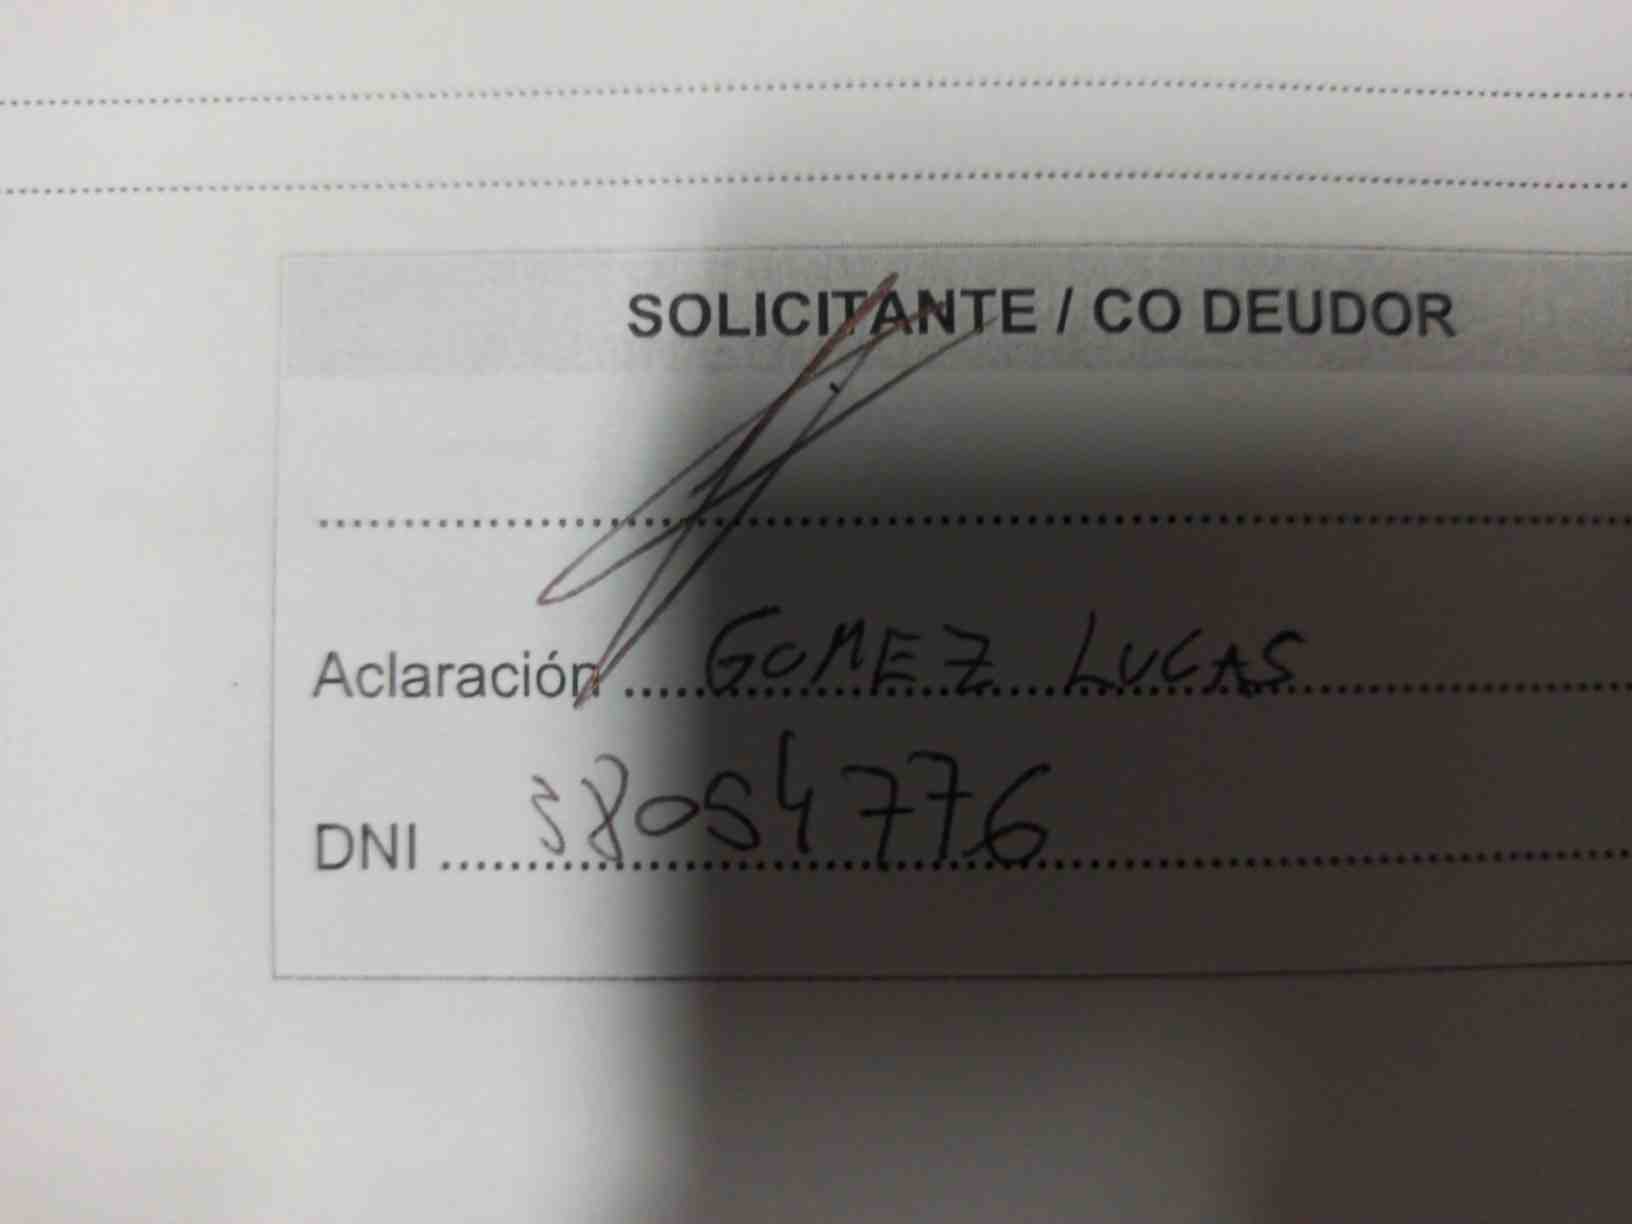 SOLICITANTE / CO DEUDOR
Aclaración GOMEZ LUCAS
DNI 38054776